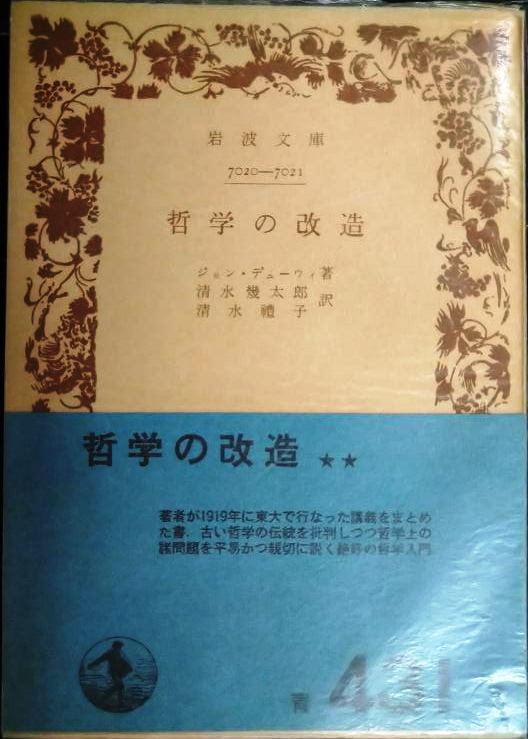 岩波文庫
7020—7021
哲学の改造
ジョン・デューウィ著
清水幾太郎
清水禮子
訳
哲学の改造 ★★
著者が1919年に東大で行なった講義をまとめ
た書．古い哲学の伝統を批判しつつ哲学上の
諸問題を平易かつ親切に説く絶好の哲学入門
青 431